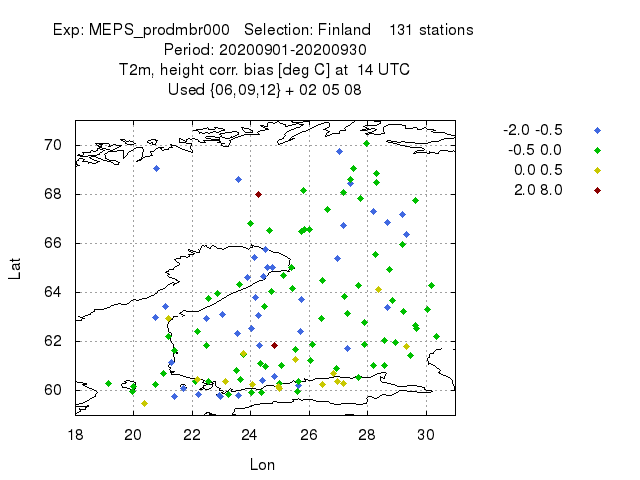 Exp: MEPS_prodmbr000 Selection: Finland 131 stations
Period: 20200901-20200930
T2m, height corr. bias [deg C] at 14 UTC
Used {06,09,12} + 02 05 08
-2.0 -0.5
-0.5 0.0
0.0 0.5
2.0 8.0
70
68
66
64
62
60
Lat
18 20 22 24 26 28 30
Lon